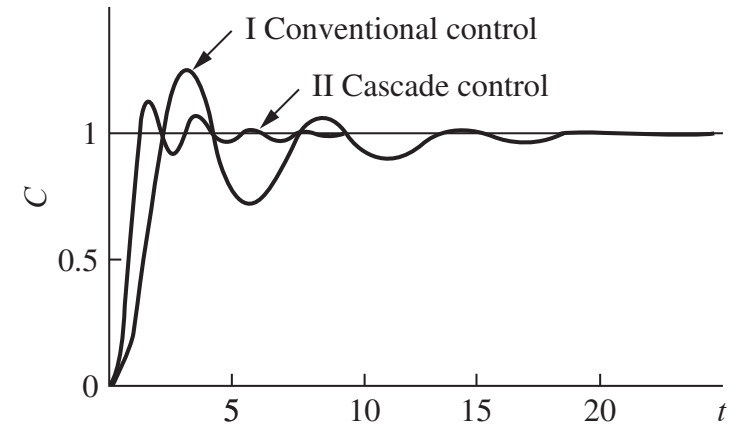 I Conventional control
II Cascade control
1
C
0.5
0
5 10 15 20 t